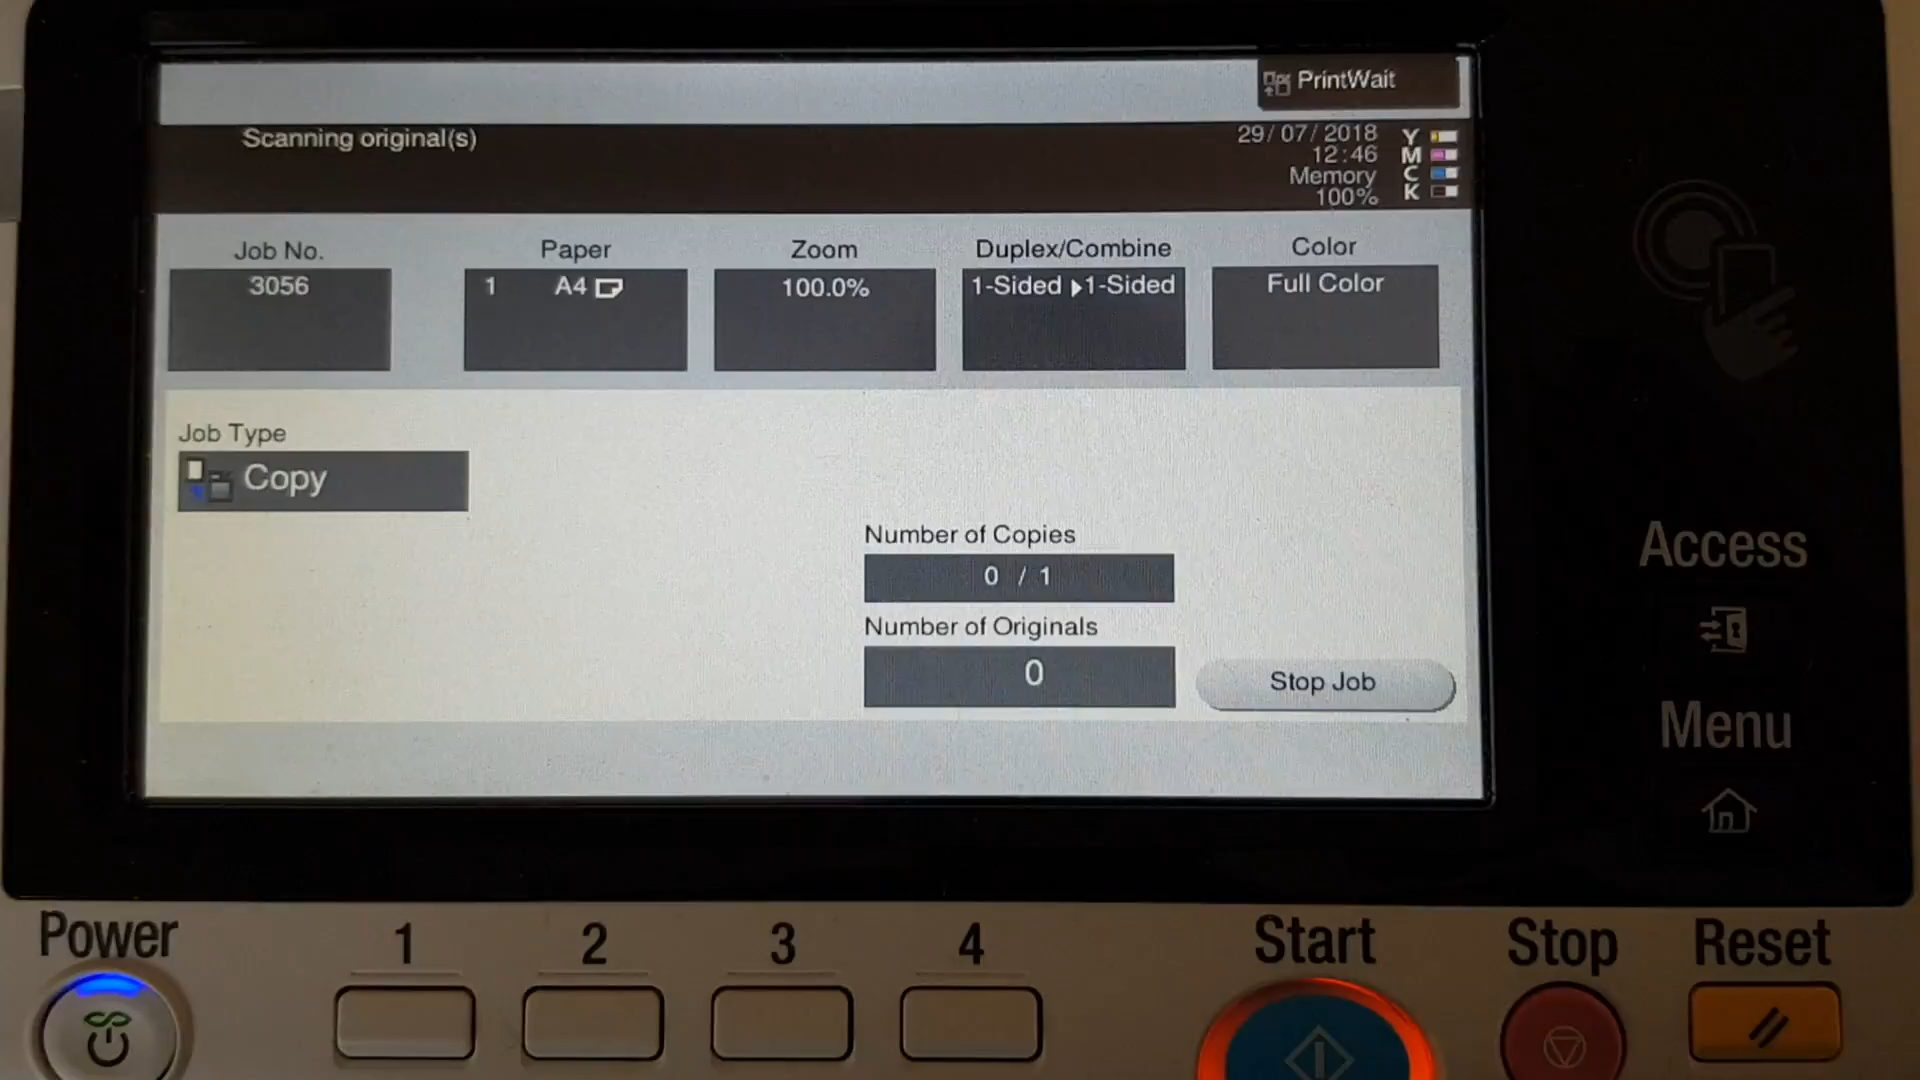 PrintWait
Scanning original(s)
29/07/2018
12:46
Memory
100%
Y
M
C
K
Job No.
3056
Paper
1 A4
Zoom
100.0%
Duplex/Combine
1-Sided ▶1-Sided
Color
Full Color
Job Type
Copy
Number of Copies
0 / 1
Number of Originals
0
Stop Job
Access
Menu
Power
1
2
3
4
Start
Stop
Reset